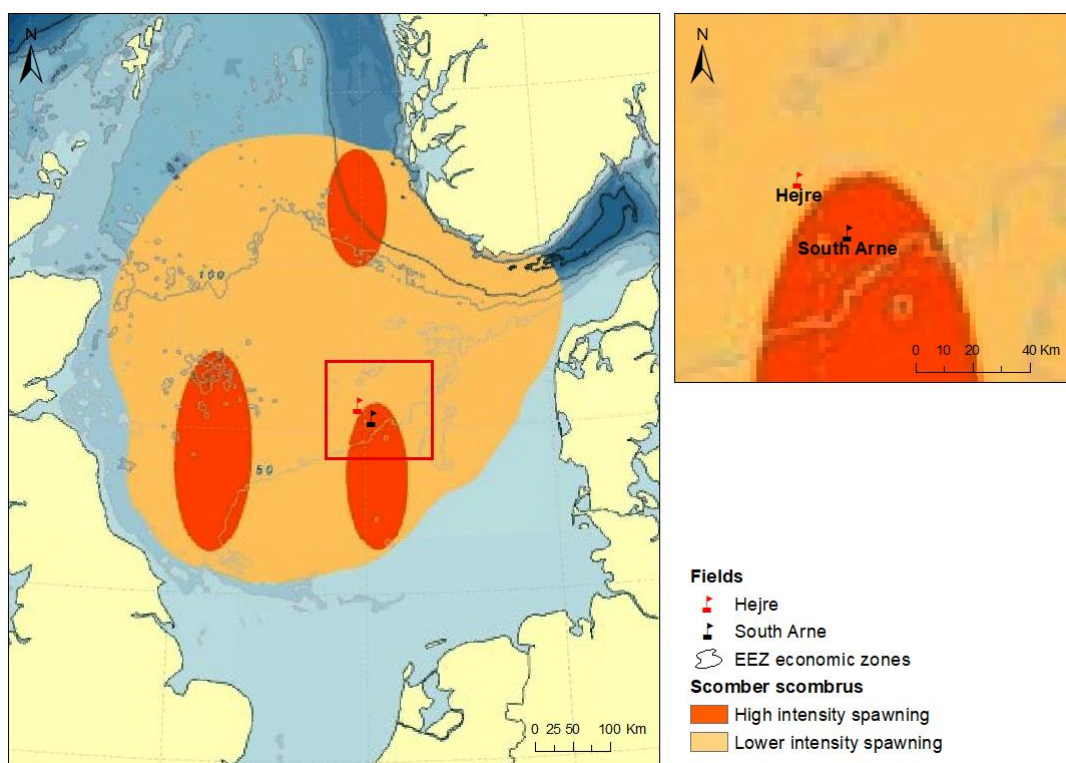 N
100
50
0 25 50 100 Km
N
Hejre
South Arne
0 10 20 40 Km
Fields
Hejre
South Arne
EEZ economic zones
Scomber scombrus
High intensity spawning
Lower intensity spawning